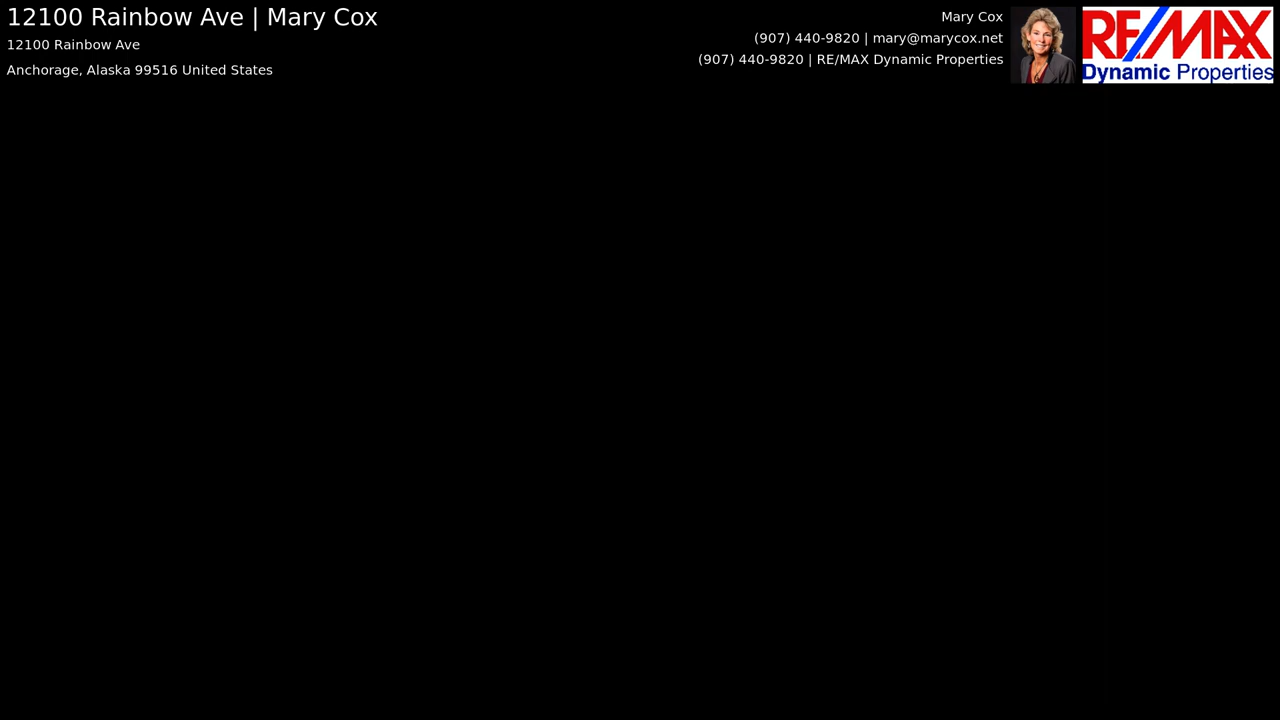 12100 Rainbow Ave | Mary Cox
12100 Rainbow Ave
Anchorage, Alaska 99516 United States
Mary Cox
(907) 440-9820 | mary@marycox.net
(907) 440-9820 | RE/MAX Dynamic Properties
RE/MAX
Dynamic Properties